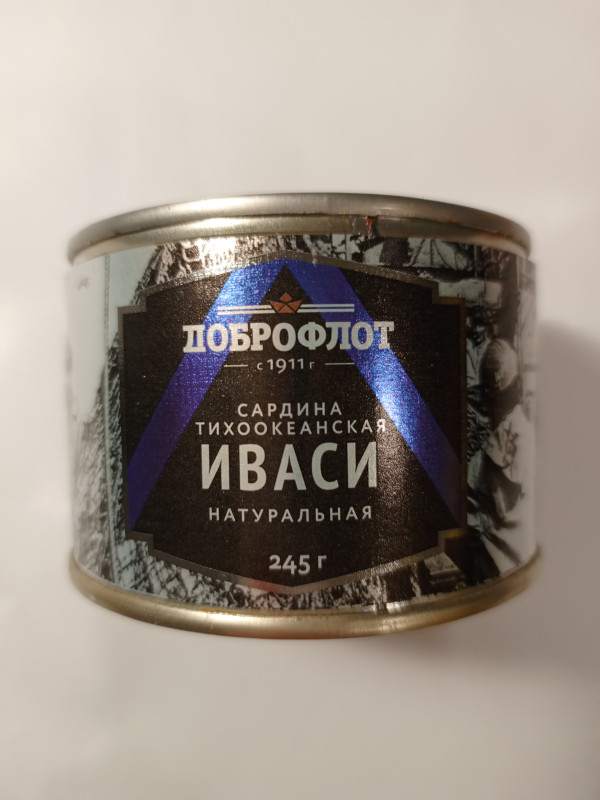 ДОБРОФЛОТ
с 1911 г
САРДИНА
ТИХООКЕАНСКАЯ
ИВАСИ
НАТУРАЛЬНАЯ
245 г